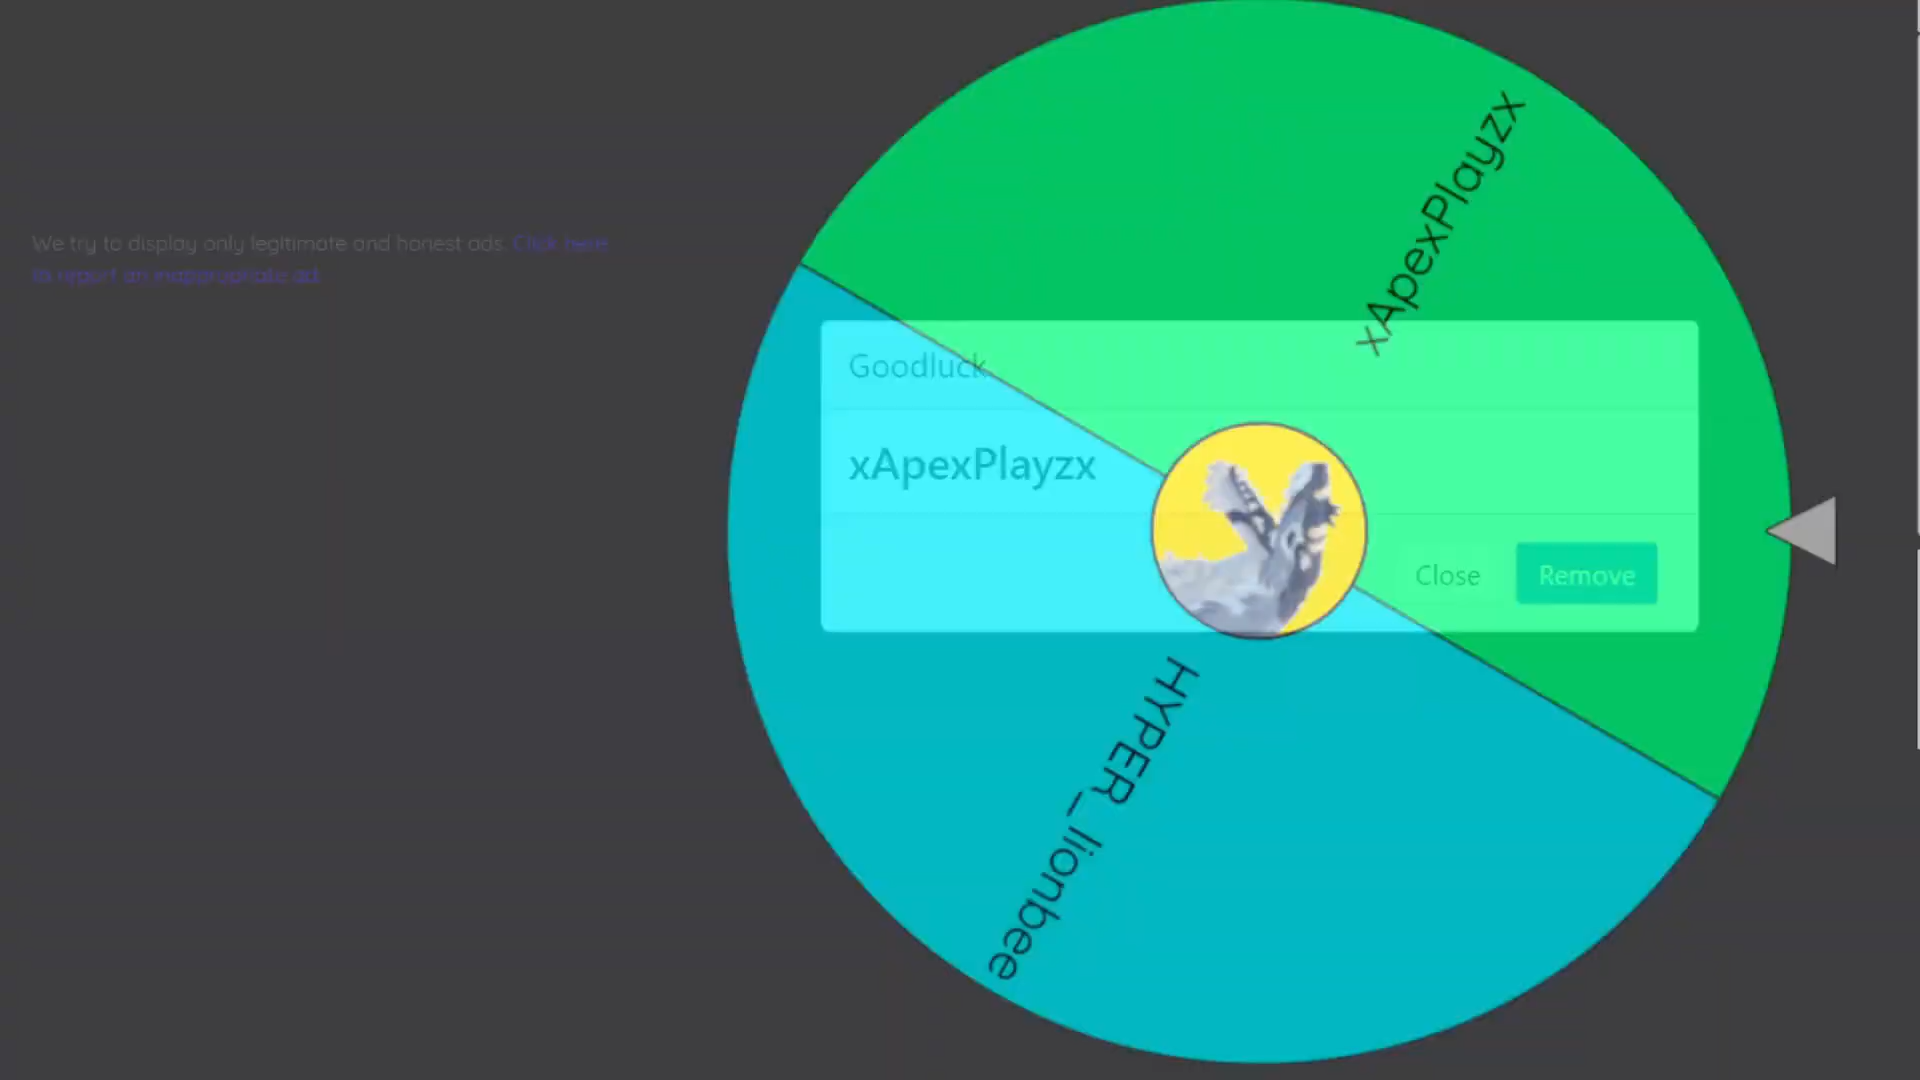 We try to display only legitimate and honest ads. Click here
to report an inappropriate ad.
xApexPlayzx
Goodluck
xApexPlayzx
Close
Remove
HYPER_lionbee